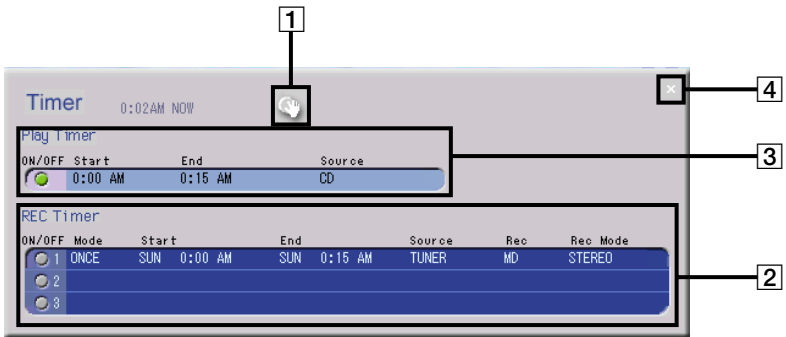 1
Timer 0:02AM NOW × 4
Play Timer
ON/OFF Start End Source 3
0:00 AM 0:15 AM CD
REC Timer
ON/OFF Mode Start End Source Rec Rec Mode
1 ONCE SUN 0:00 AM SUN 0:15 AM TUNER MD STEREO
2 2
3